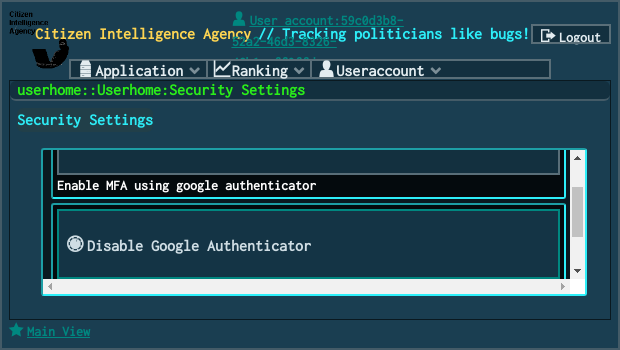 Citizen
Intelligence
Agency
User account:59c0d3b8-
52a2-46d3-8326-
Citizen Intelligence Agency // Tracking politicians like bugs!
Logout
Application
Ranking
Useraccount
userhome::Userhome:Security Settings
Security Settings
Enable MFA using google authenticator
Disable Google Authenticator
Main View